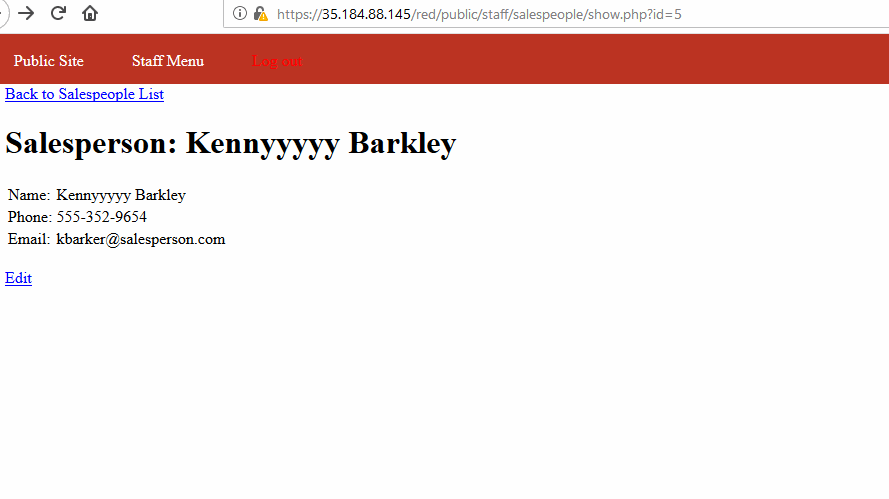 https://35.184.88.145/red/public/staff/salespeople/show.php?id=5
Public Site Staff Menu Log out
Back to Salespeople List
Salesperson: Kennyyyyy Barkley
Name: Kennyyyyy Barkley
Phone: 555-352-9654
Email: kbarker@salesperson.com
Edit